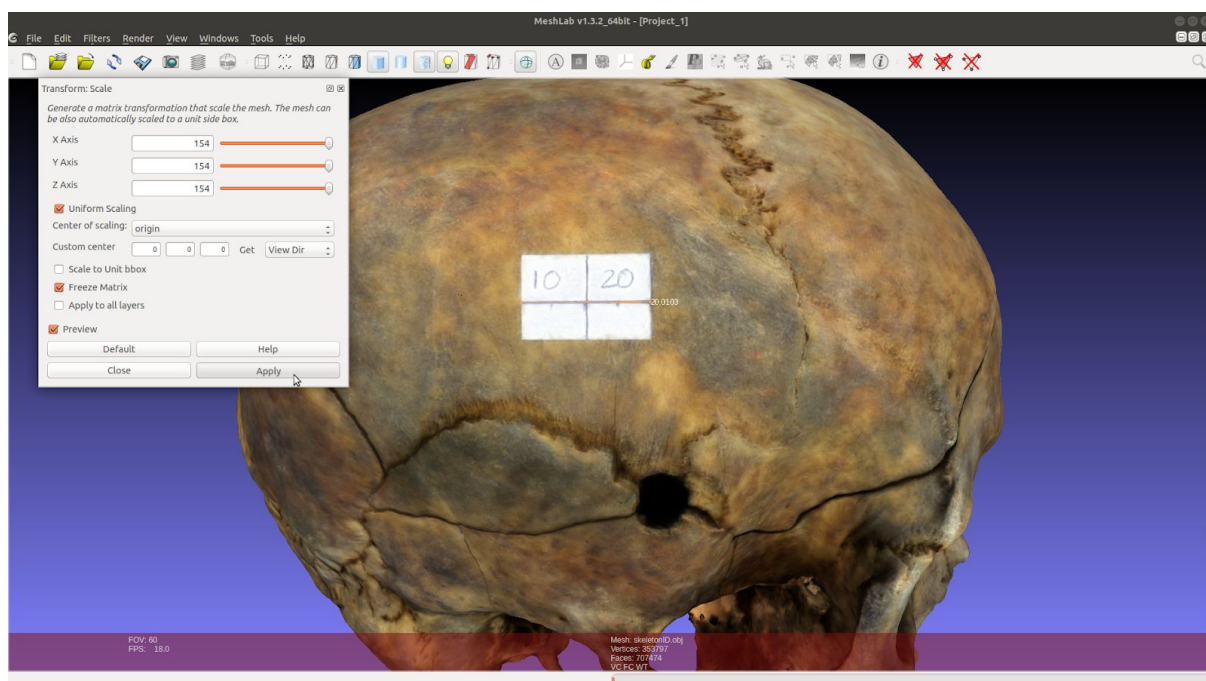 MeshLab v1.3.2_64bit - [Project_1]
File Edit Filters Render View Windows Tools Help
Transform: Scale
Generate a matrix transformation that scale the mesh. The mesh can
be also automatically scaled to a unit side box.
X Axis 154
Y Axis 154
Z Axis 154
Uniform Scaling
Center of scaling: origin
Custom center 0 0 0 Get View Dir
Scale to Unit bbox
Freeze Matrix
Apply to all layers
Preview
Default Help
Close Apply
10 20
20,0103
FOV: 60
FPS: 18.0
Mesh: skeletonID.obj
Vertices: 353797
Faces: 707474
VC FC WT